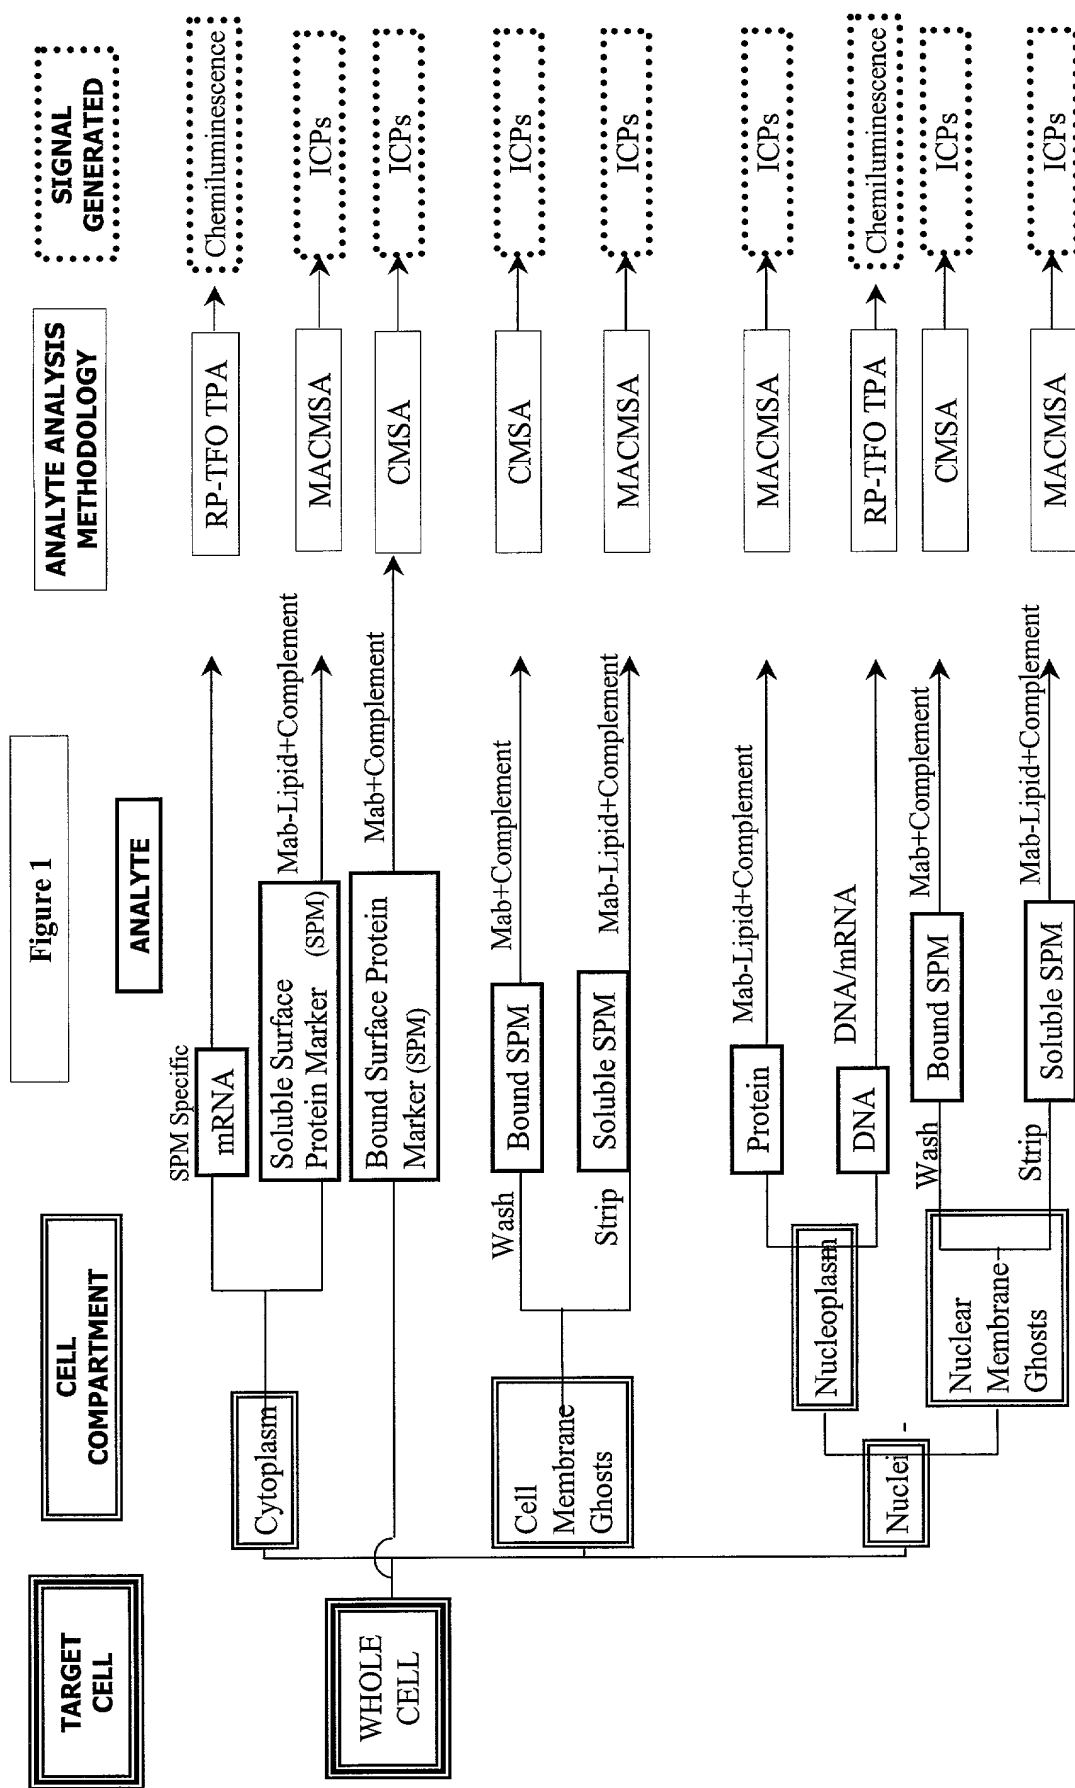 Figure 1
TARGET
CELL
CELL
COMPARTMENT
ANALYTE
ANALYTE ANALYSIS
METHODOLOGY
SIGNAL
GENERATED
WHOLE
CELL
Cytoplasm
SPM Specific
mRNA
RP-TFO TPA
Chemiluminescence
Soluble Surface
Protein Marker (SPM)
Mab-Lipid+Complement
MACMSA
ICPs
Bound Surface Protein
Marker (SPM)
Mab+Complement
CMSA
ICPs
Cell
Membrane
Ghosts
Wash
Bound SPM
Mab+Complement
CMSA
ICPs
Strip
Soluble SPM
Mab-Lipid+Complement
MACMSA
ICPs
Nuclei
Nucleoplasm
Protein
Mab-Lipid+Complement
MACMSA
ICPs
DNA
DNA/mRNA
RP-TFO TPA
Chemiluminescence
Nuclear
Membrane
Ghosts
Wash
Bound SPM
Mab+Complement
CMSA
ICPs
Strip
Soluble SPM
Mab-Lipid+Complement
MACMSA
ICPs